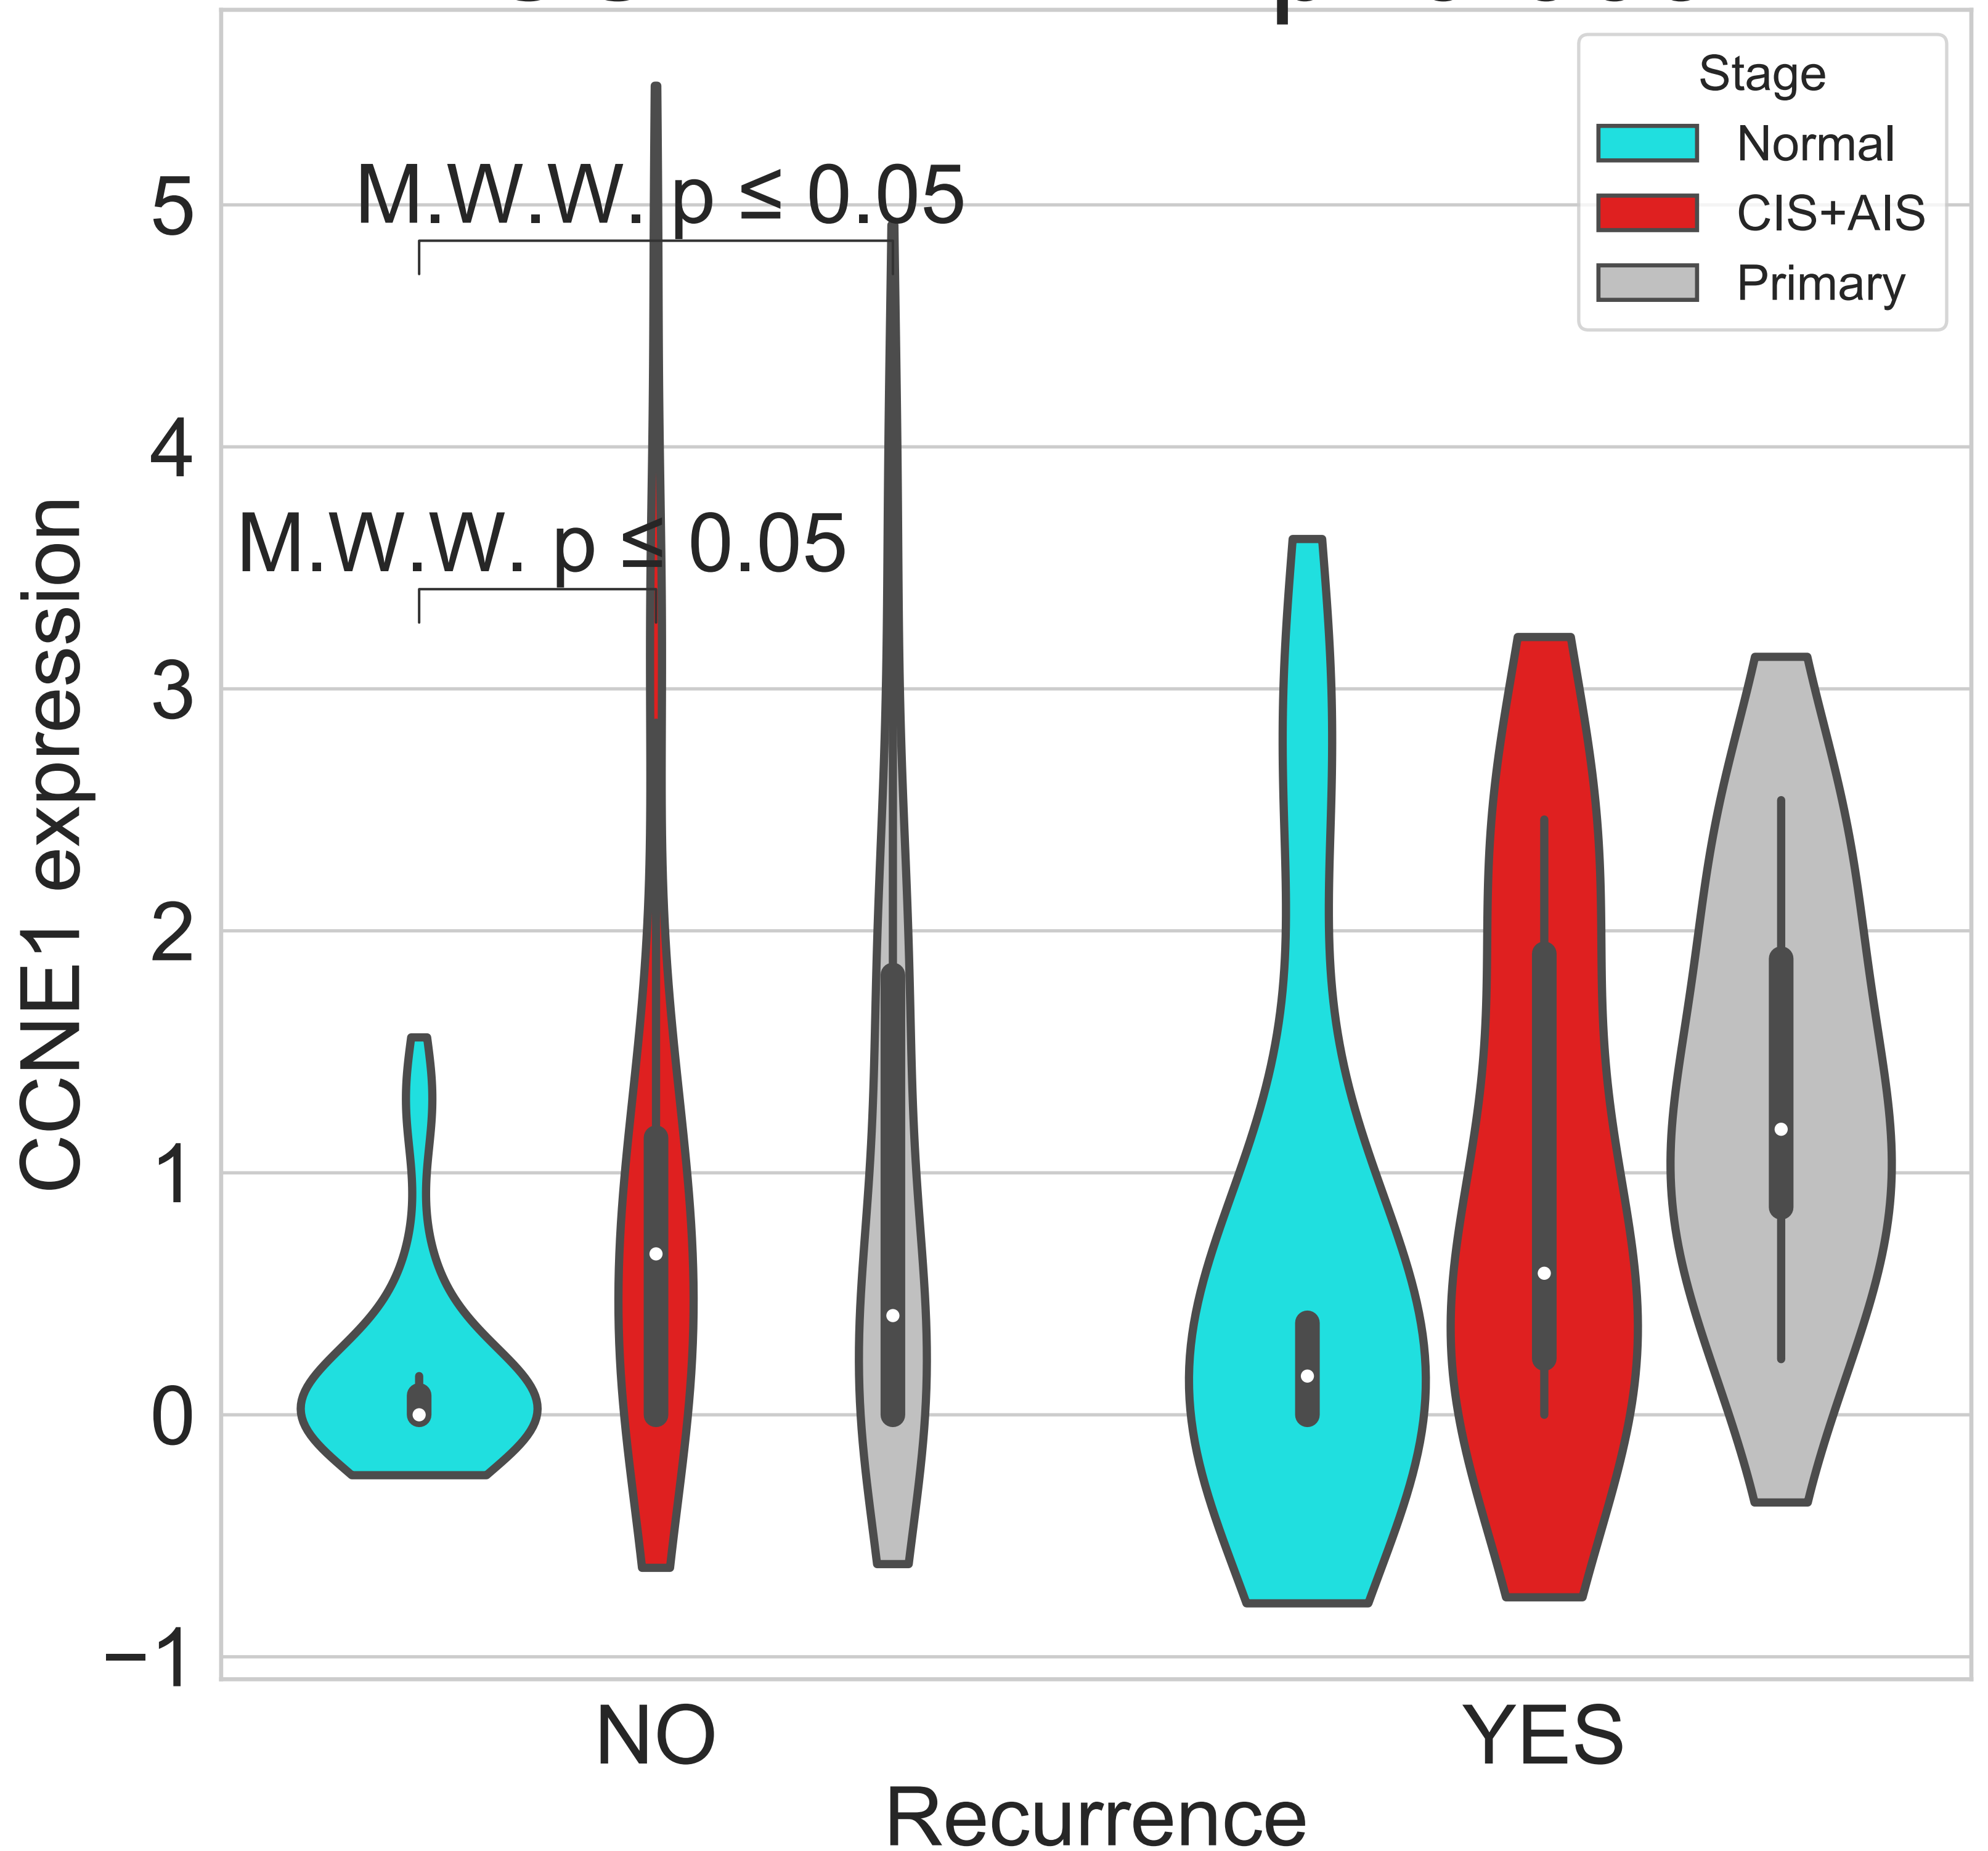 Stage
Normal
CIS+AIS
Primary
M.W.W. p ≤ 0.05
M.W.W. p ≤ 0.05
CCNE1 expression
5
4
3
2
1
0
−1
NO
YES
Recurrence